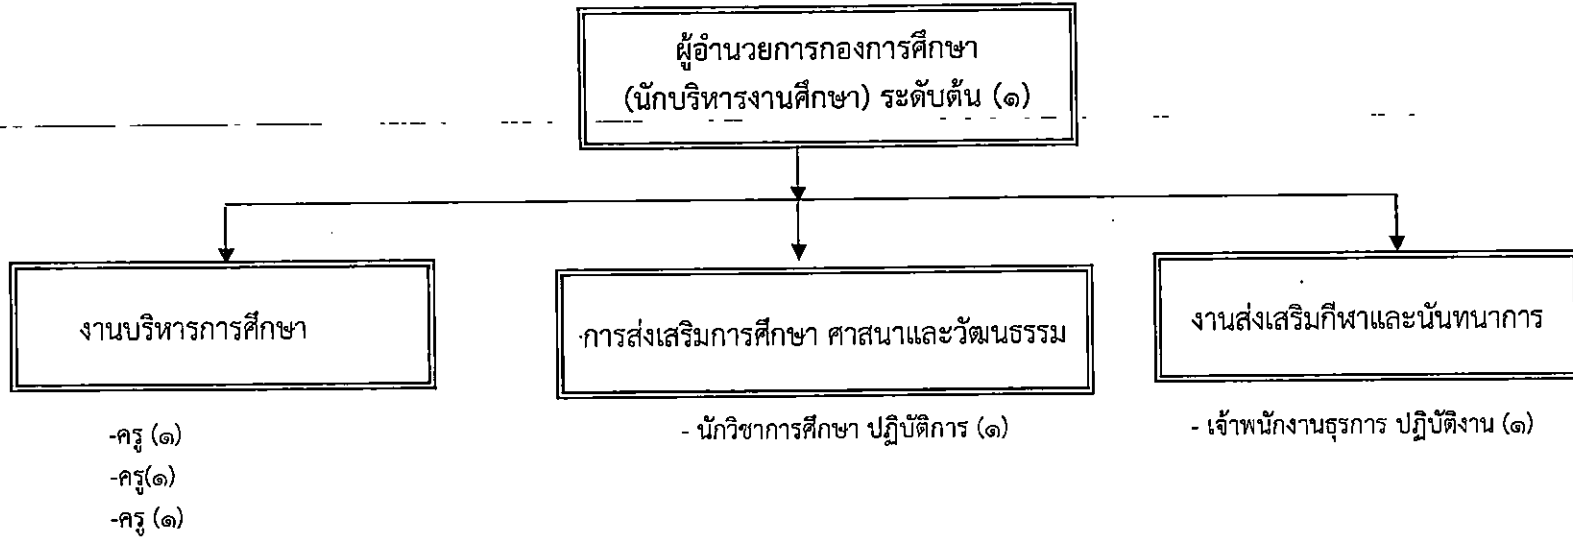 ผู้อำนวยการกองการศึกษา
(นักบริหารงานศึกษา) ระดับต้น (๑)
งานบริหารการศึกษา
การส่งเสริมการศึกษา ศาสนาและวัฒนธรรม
งานส่งเสริมกีฬาและนันทนาการ
-ครู (๑)
-ครู(๑)
-ครู (๑)
- นักวิชาการศึกษา ปฏิบัติการ (๑)
- เจ้าพนักงานธุรการ ปฏิบัติงาน (๑)